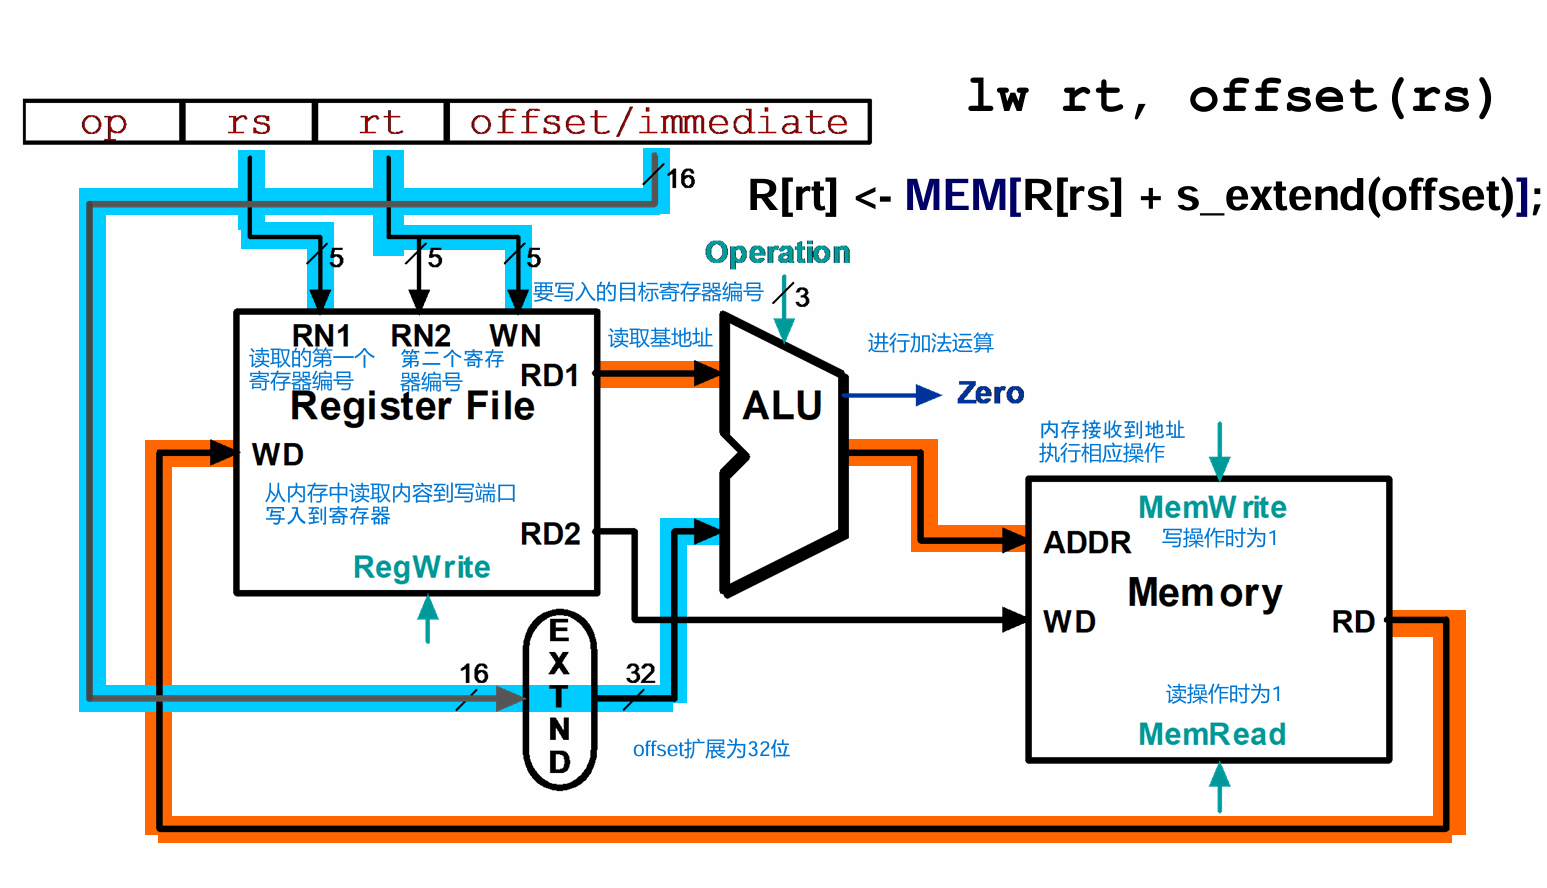 lw rt, offset(rs)
op rs rt offset/immediate
16
R[rt] <- MEM[R[rs] + s_extend(offset)];
5
5
5
Operation
3
要写入的目标寄存器编号
RN1 RN2 WN
读取的第一个
寄存器编号
第二个寄存
器编号
读取基地址
进行加法运算
RD1
Register File
ALU
Zero
WD
内存接收到地址
执行相应操作
从内存中读取内容到写端口
写入到寄存器
MemWrite
写操作时为1
RD2
ADDR
RegWrite
Memory
WD
RD
EXTND
16
32
读操作时为1
MemRead
offset扩展为32位